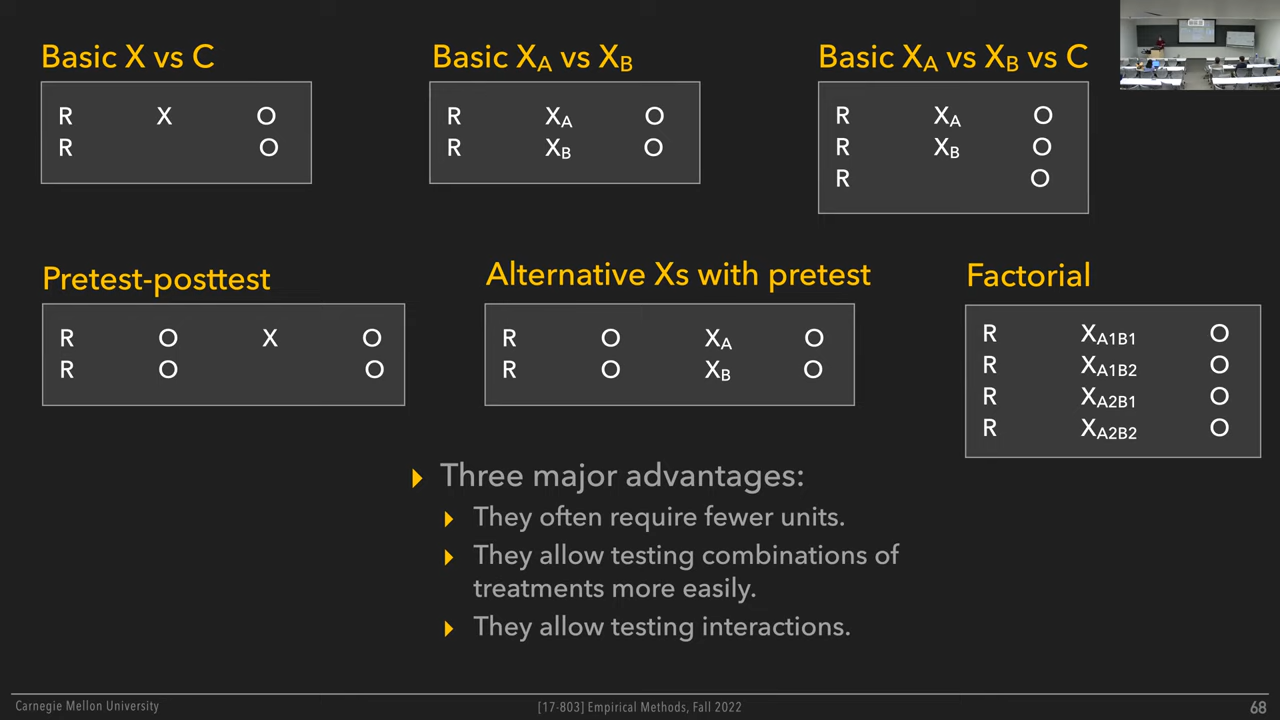 Basic X vs C
R X O
R O
Basic XA vs XB
R XA O
R XB O
Basic XA vs XB vs C
R XA O
R XB O
R O
Pretest-posttest
R O X O
R O O
Alternative Xs with pretest
R O XA O
R O XB O
Factorial
R XA1B1 O
R XA1B2 O
R XA2B1 O
R XA2B2 O
Three major advantages:
They often require fewer units.
They allow testing combinations of
treatments more easily.
They allow testing interactions.
Carnegie Mellon University
[17-803] Empirical Methods, Fall 2022
68